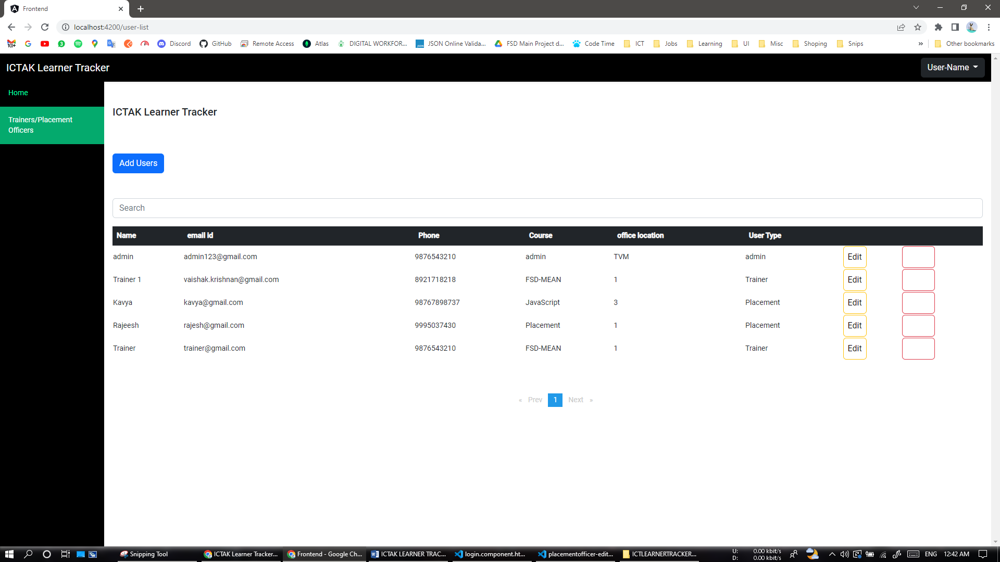 Frontend
localhost:4200/user-list
100+ 3 Discord GitHub Remote Access Atlas DIGITAL WORKFOR... JSON JSON Online Valida... FSD Main Project d... Code Time ICT Jobs Learning UI Misc Shoping Snips » Other bookmarks
ICTAK Learner Tracker User-Name
Home
Trainers/Placement
Officers
ICTAK Learner Tracker
Add Users
Search
Name email id Phone Course office location User Type
admin admin123@gmail.com 9876543210 admin TVM admin Edit
Trainer 1 vaishak.krishnan@gmail.com 8921718218 FSD-MEAN 1 Trainer Edit
Kavya kavya@gmail.com 98767898737 JavaScript 3 Placement Edit
Rajeesh rajesh@gmail.com 9995037430 Placement 1 Placement Edit
Trainer trainer@gmail.com 9876543210 FSD-MEAN 1 Trainer Edit
« Prev 1 Next »
Snipping Tool ICTAK Learner Tracker... Frontend - Google Ch... ICTAK LEARNER TRAC... login.component.ht... placementofficer-edit... ICTLEARNERTRACKER... U: 0.00 kbit/s ENG 12:42 AM
D: 0.00 kbit/s